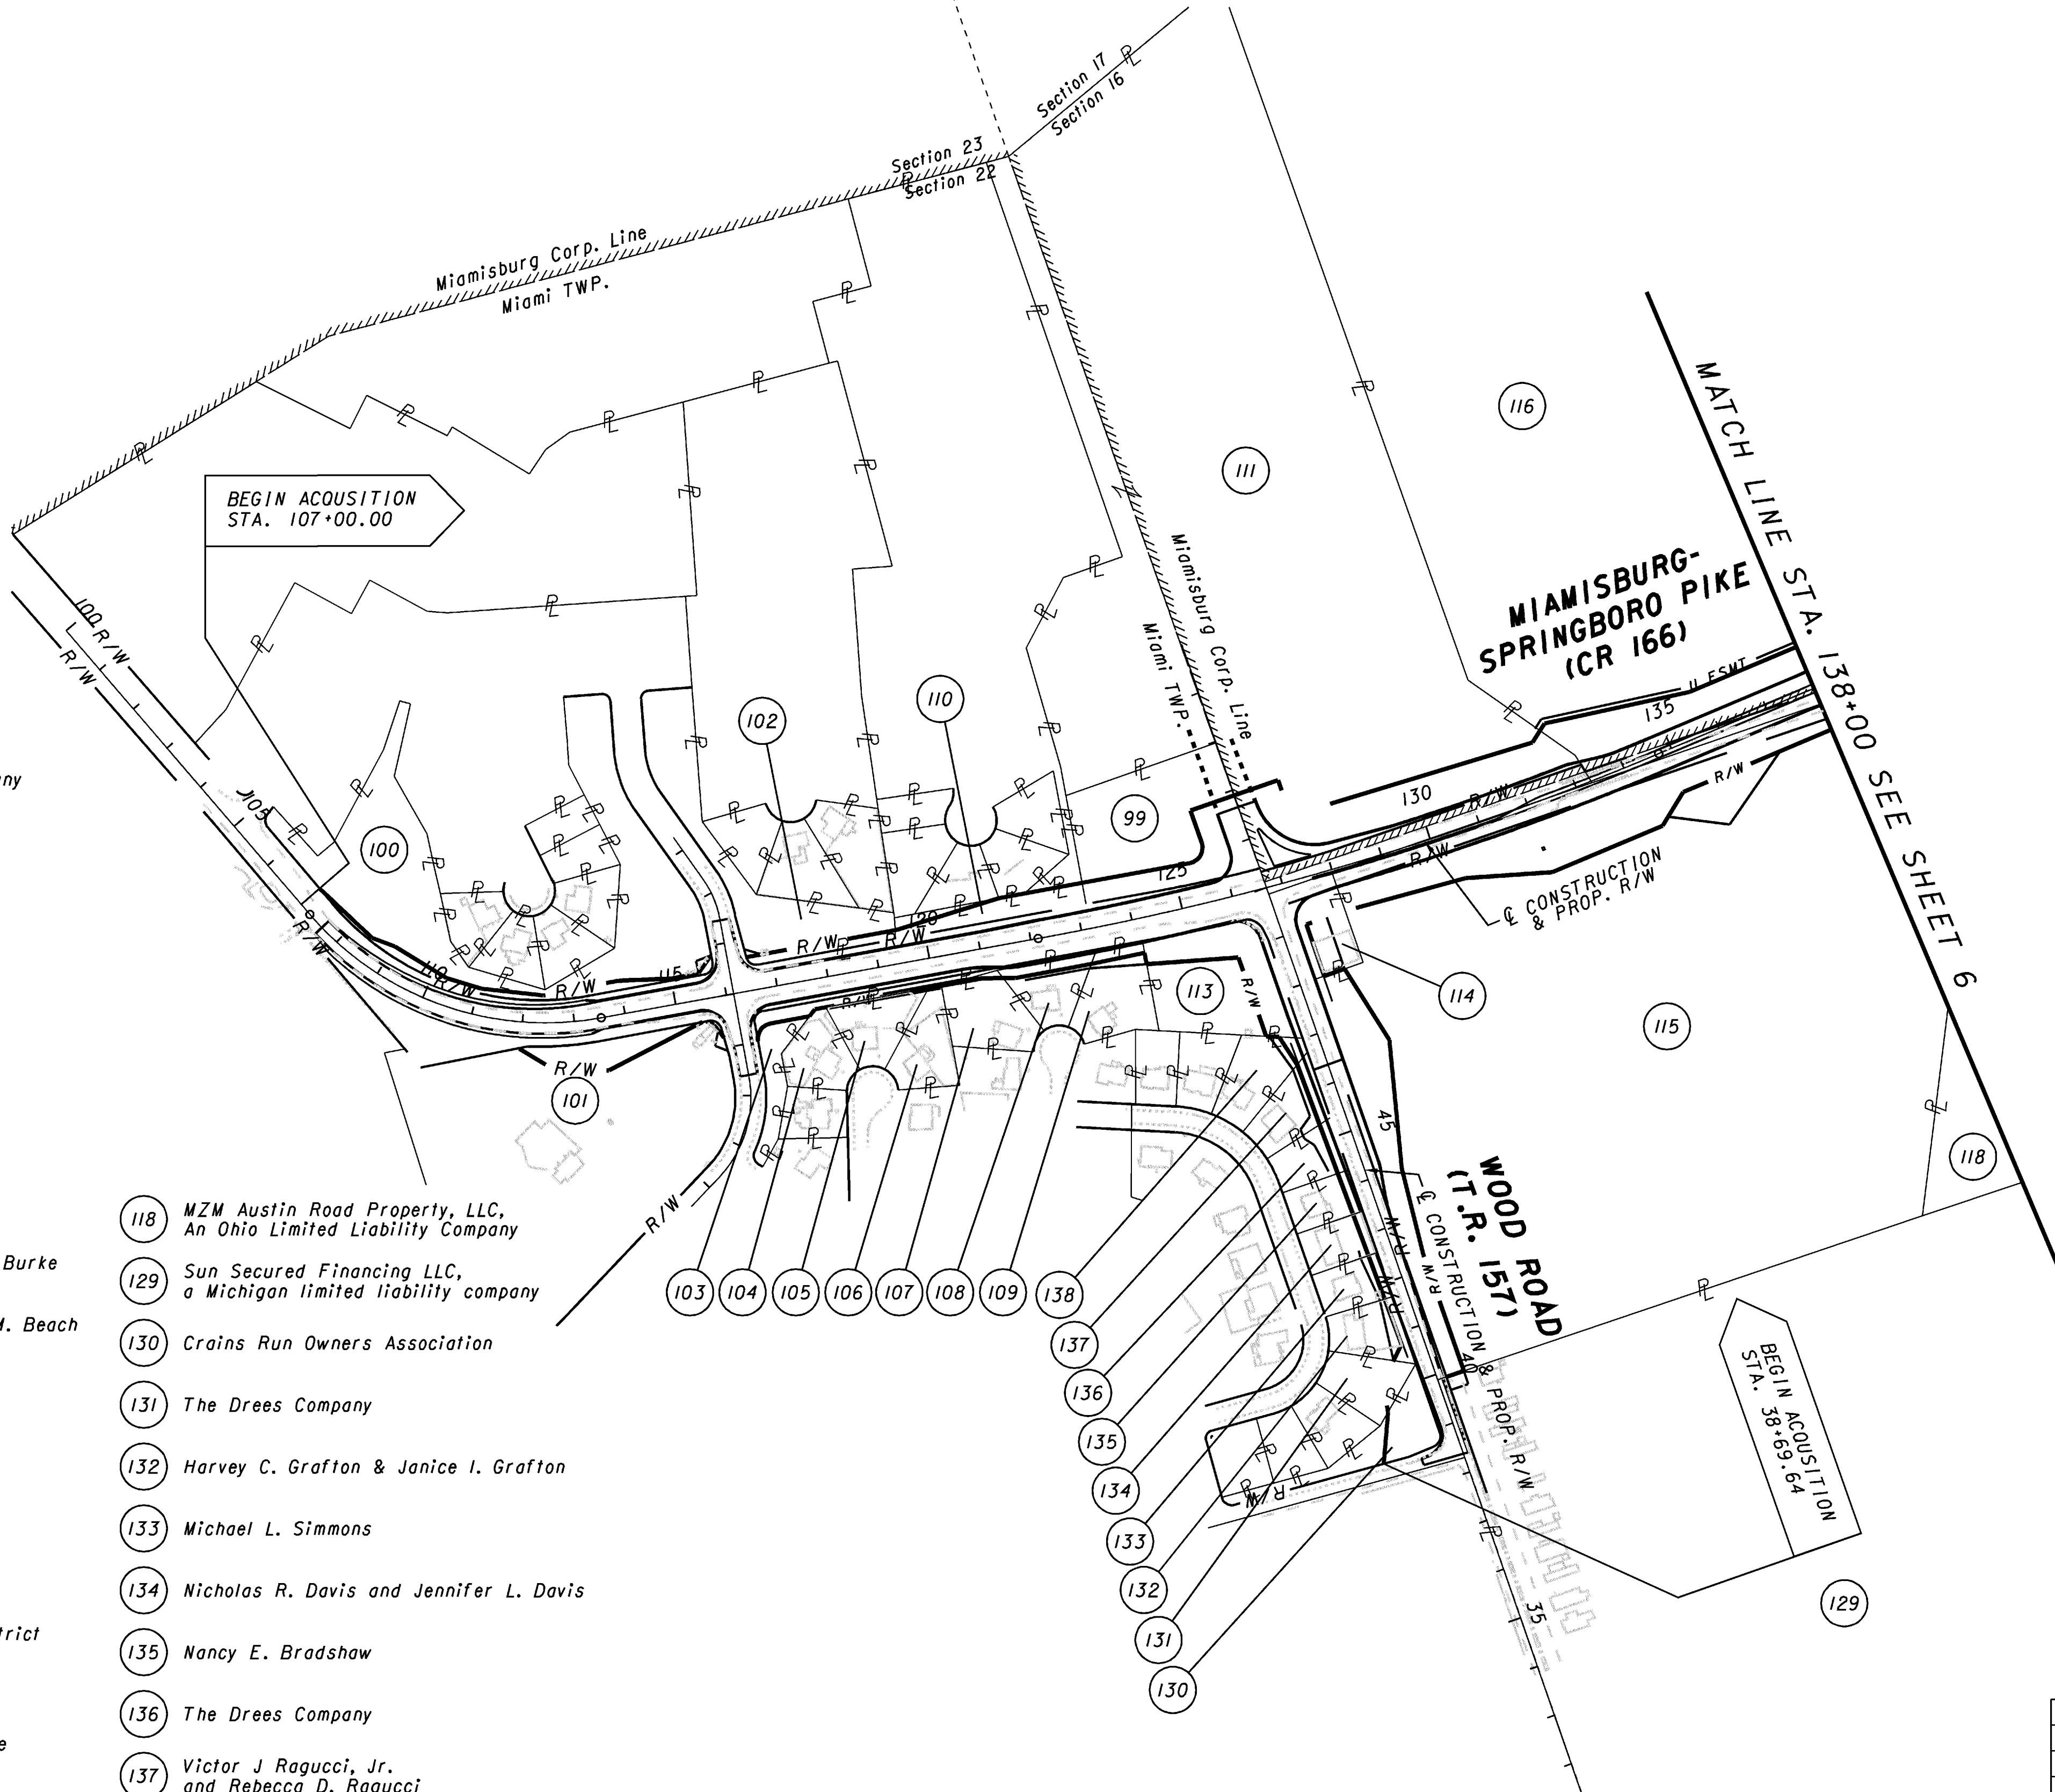 Section 17
Section 16
Section 23
Section 22
Miamisburg Corp. Line
Miami TWP.
BEGIN ACQUSITION
STA. 107+00.00
116
111
MATCH LINE STA. 138+00 SEE SHEET 6
MIAMISBURG-
SPRINGBORO PIKE
(CR 166)
Miamisburg Corp. Line
Miami TWP.
100
R/W
R/W
102
110
U ESMT
135
130
R/W
R/W
105
100
99
125
R/W
℄ CONSTRUCTION
& PROP. R/W
120
R/W
R/W
R/W
110
R/W
R/W
115
R/W
113
R/W
114
115
R/W
101
45
118
WOOD ROAD
(T.R. 157)
℄ CONSTRUCTION & PROP. R/W
R/W
R/W
R/W
R/W
40
103
104
105
106
107
108
109
138
137
136
135
134
133
132
131
130
R/W
BEGIN ACQUSITION
STA. 38+69.64
129
35
Burke
Beach
118 MZM Austin Road Property, LLC,
An Ohio Limited Liability Company
129 Sun Secured Financing LLC,
a Michigan limited liability company
130 Crains Run Owners Association
131 The Drees Company
132 Harvey C. Grafton & Janice I. Grafton
133 Michael L. Simmons
134 Nicholas R. Davis and Jennifer L. Davis
135 Nancy E. Bradshaw
136 The Drees Company
137 Victor J Ragucci, Jr.
and Rebecca D. Ragucci